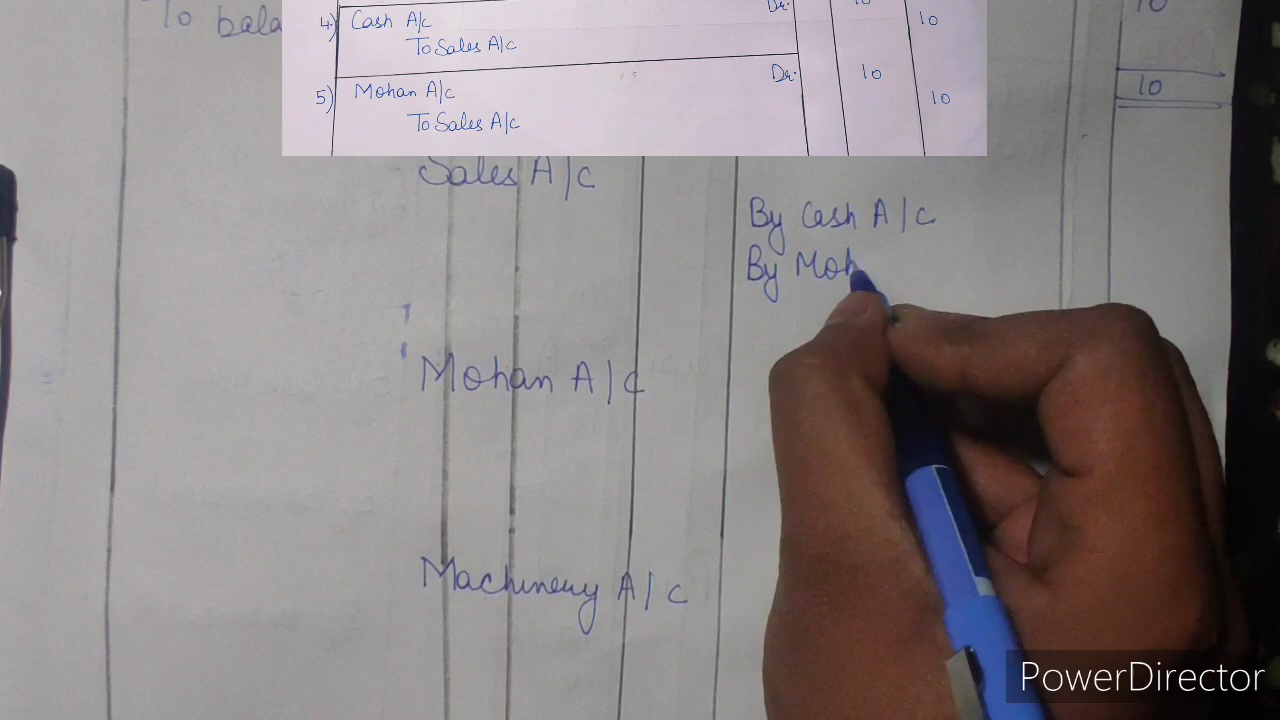 To bala
4) Cash A/c Dr. 10
To Sales A/c 10
5) Mohan A/c Dr. 10
To Sales A/c 10
10
10
Sales A/c
By Cash A/c
By Moh
Mohan A/c
Machinery A/c
PowerDirector